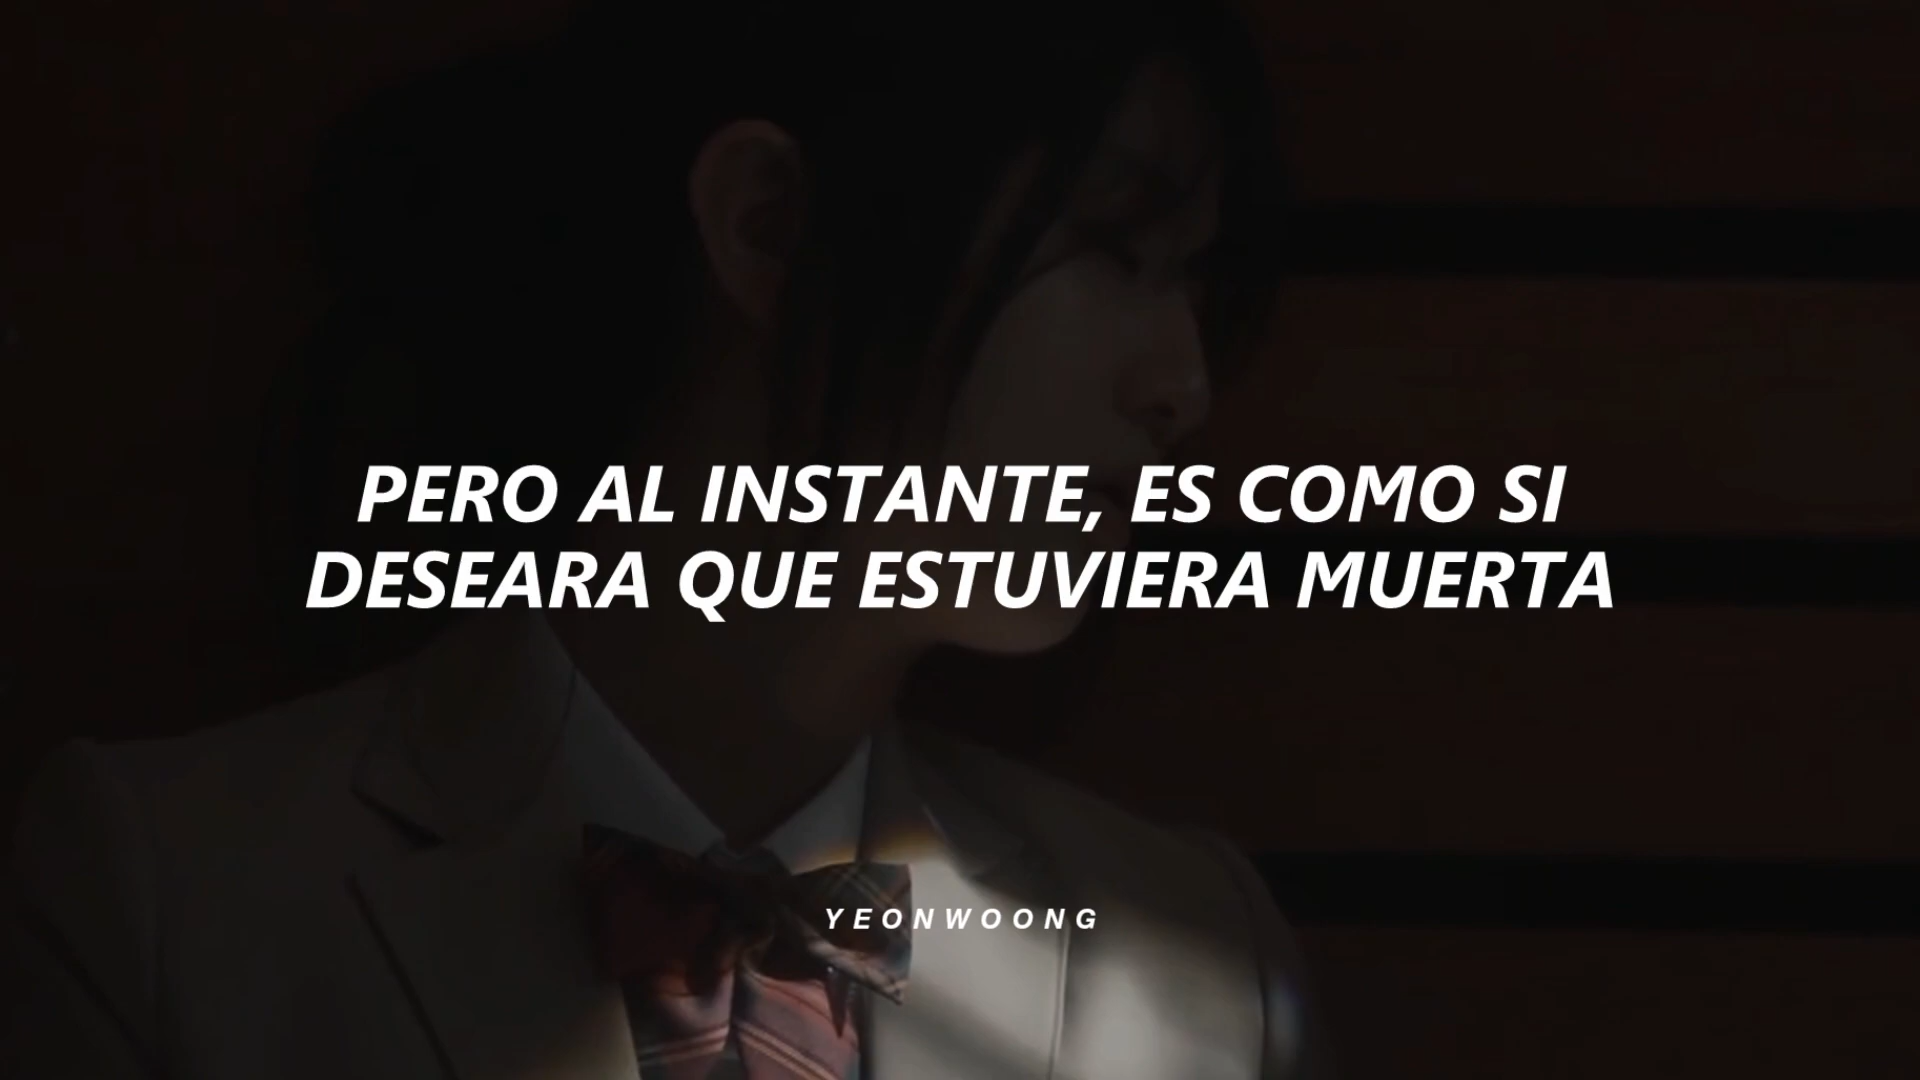 PERO AL INSTANTE, ES COMO SI
DESEARA QUE ESTUVIERA MUERTA
YEONWOONG